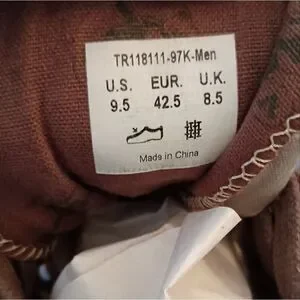 TR118111-97K-Men
U.S. EUR. U.K.
9.5 42.5 8.5
Made in China